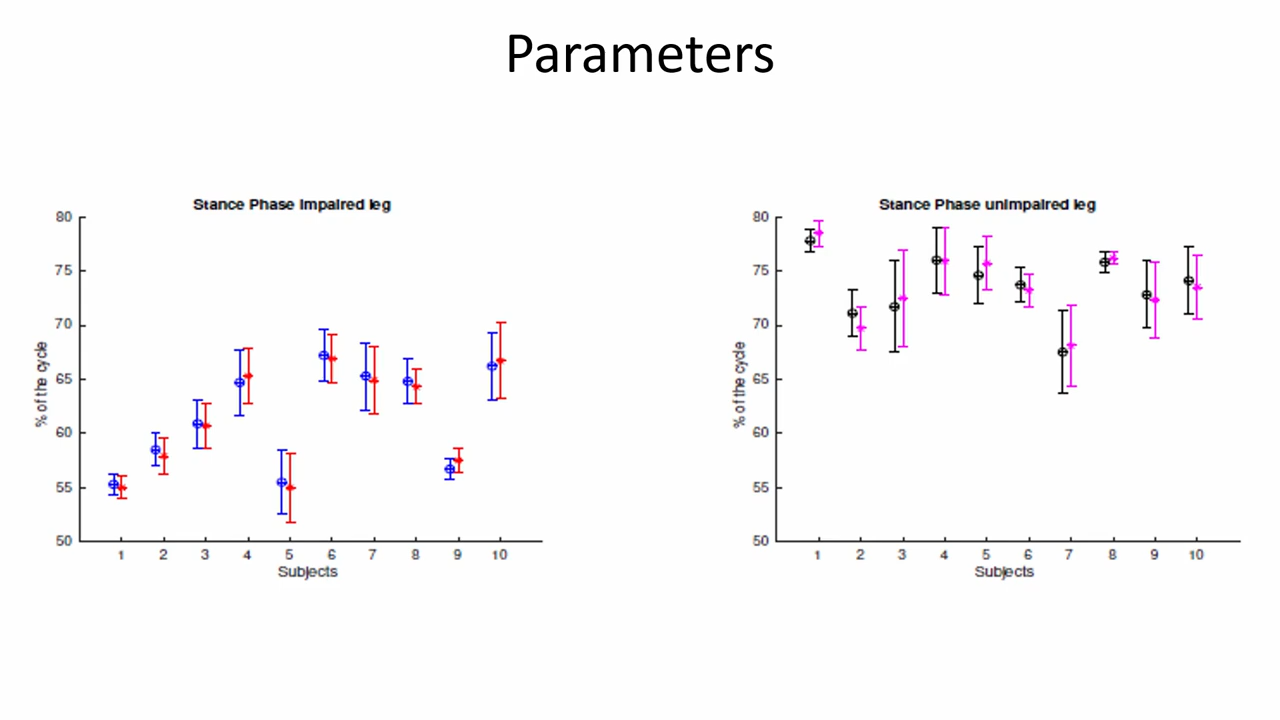 Parameters
Stance Phase impaired leg
80
75
70
65
60
55
50
% of the cycle
1 2 3 4 5 6 7 8 9 10
Subjects
Stance Phase unimpaired leg
80
75
70
65
60
55
50
% of the cycle
1 2 3 4 5 6 7 8 9 10
Subjects